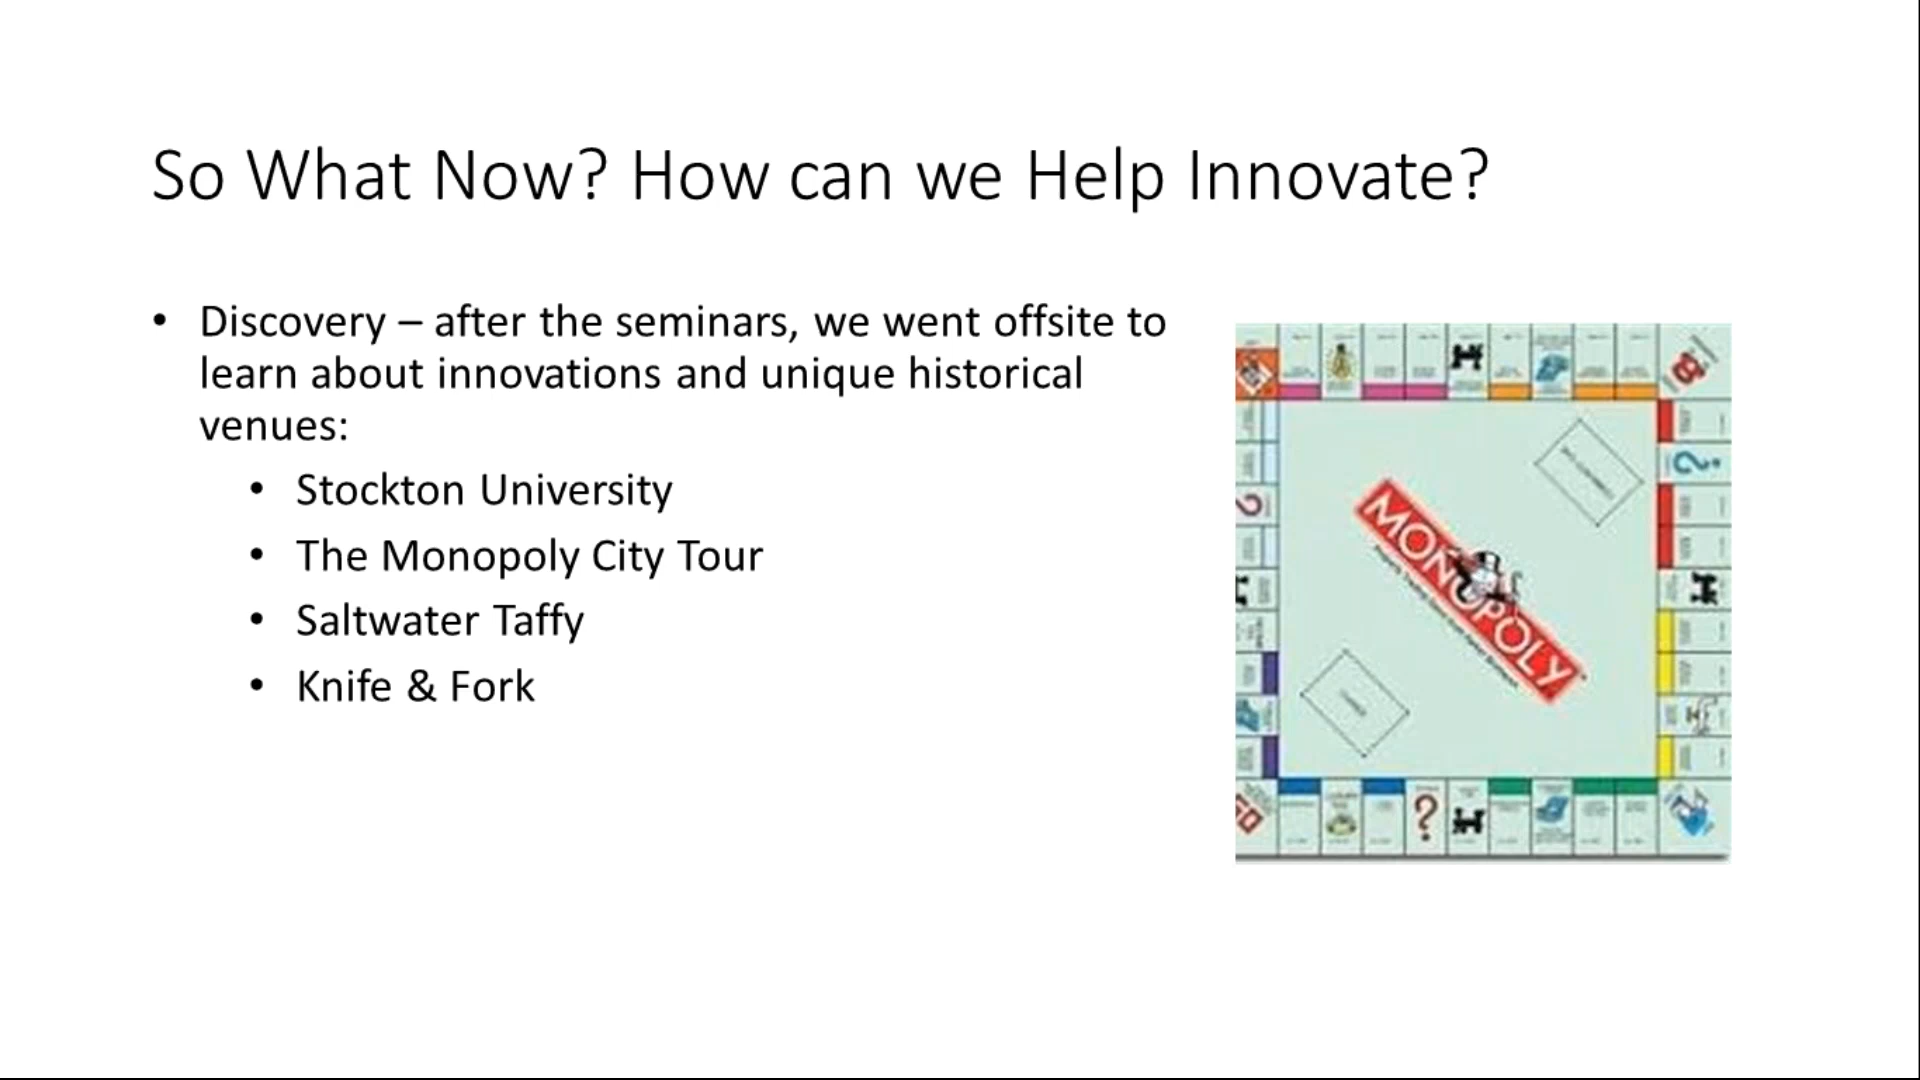 So What Now? How can we Help Innovate?
• Discovery – after the seminars, we went offsite to
learn about innovations and unique historical
venues:
• Stockton University
• The Monopoly City Tour
• Saltwater Taffy
• Knife & Fork
MONOPOLY